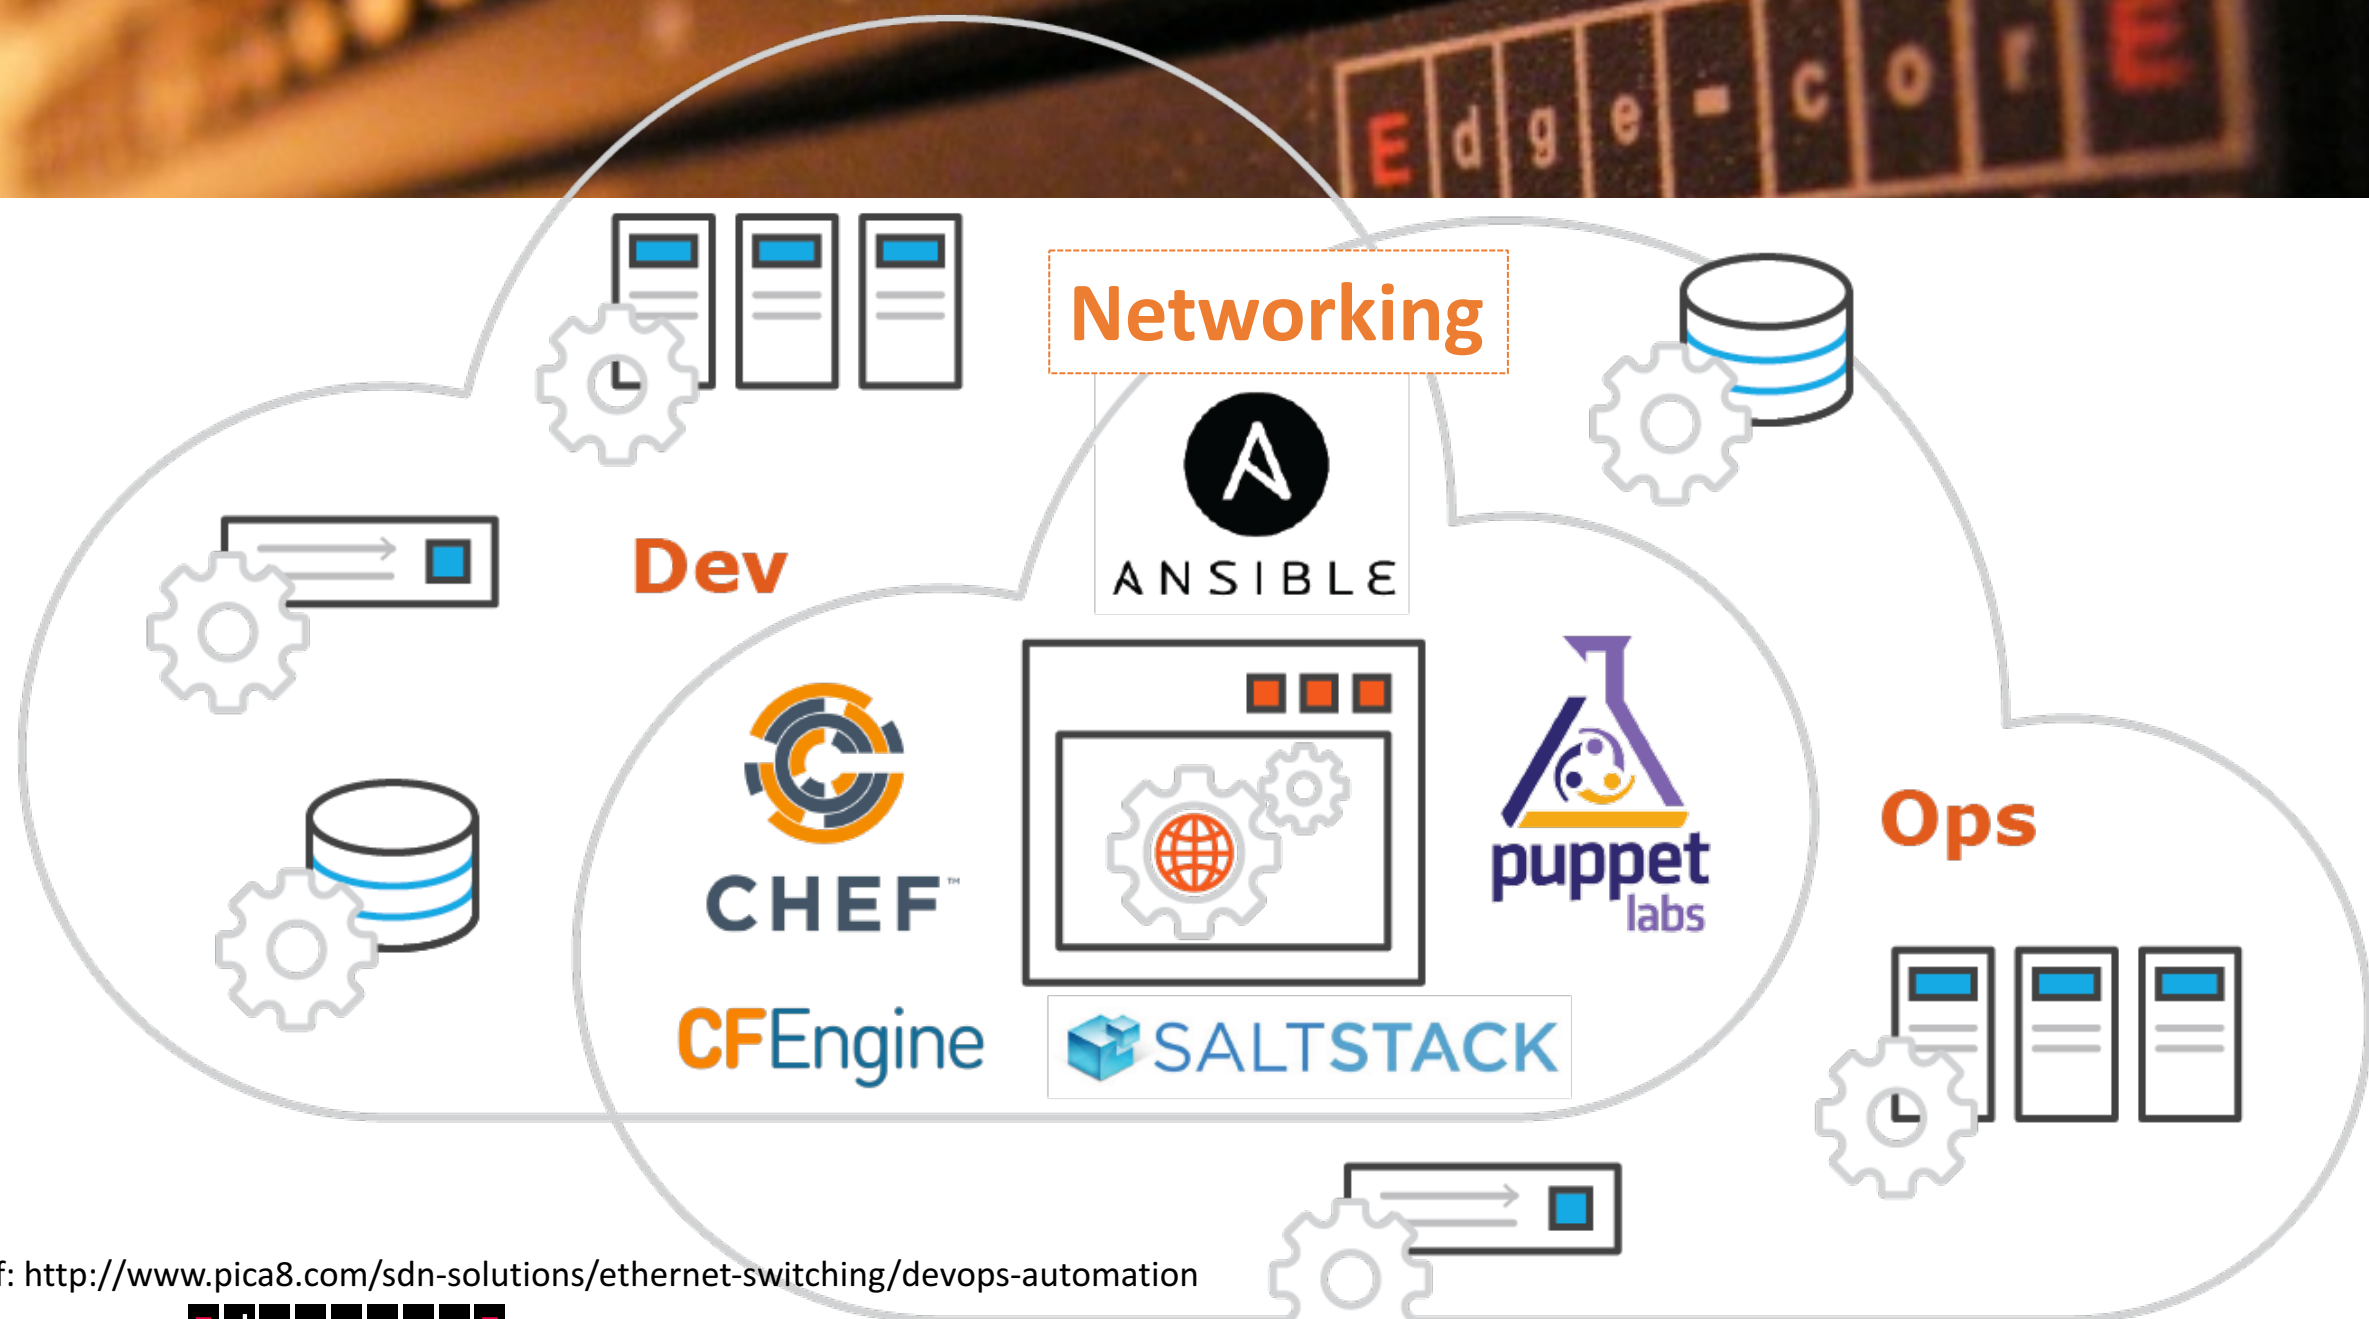 Edge-corE
Networking
ANSIBLE
Dev
CHEF™
puppet
labs
Ops
CFEngine
SALTSTACK
f: http://www.pica8.com/sdn-solutions/ethernet-switching/devops-automation